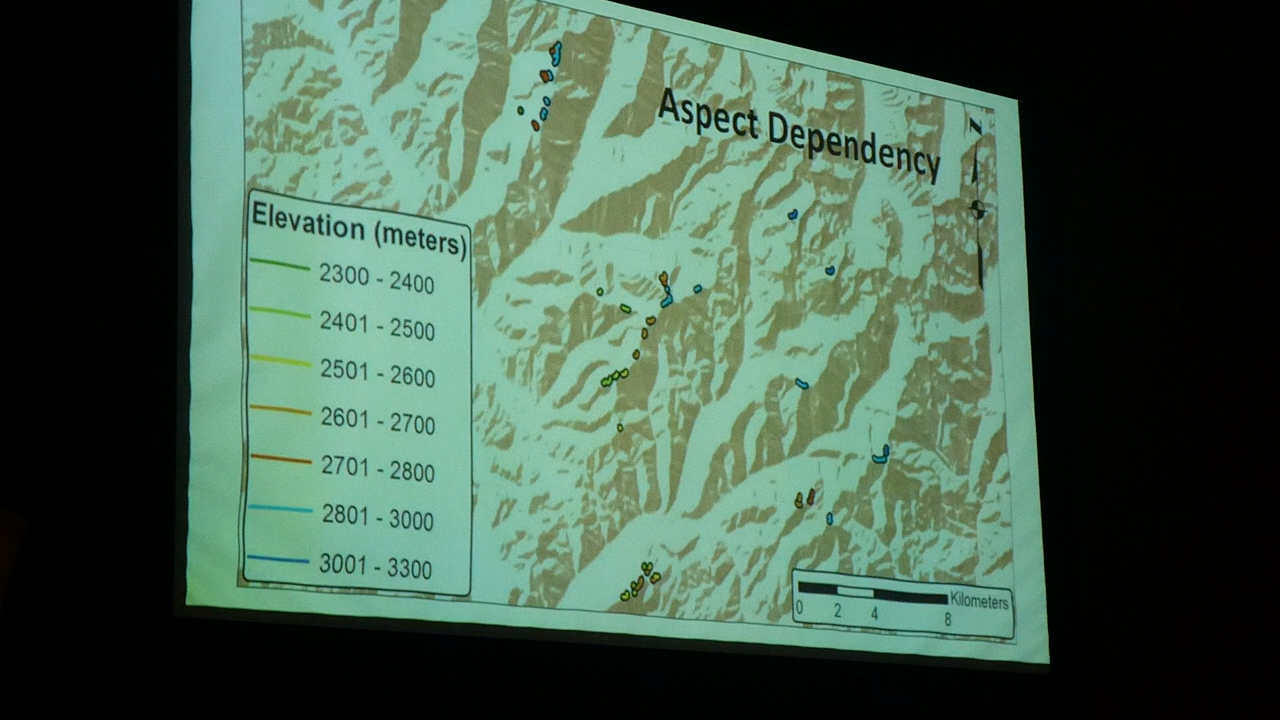 Aspect Dependency
N
Elevation (meters)
2300 - 2400
2401 - 2500
2501 - 2600
2601 - 2700
2701 - 2800
2801 - 3000
3001 - 3300
Kilometers
0 2 4 8